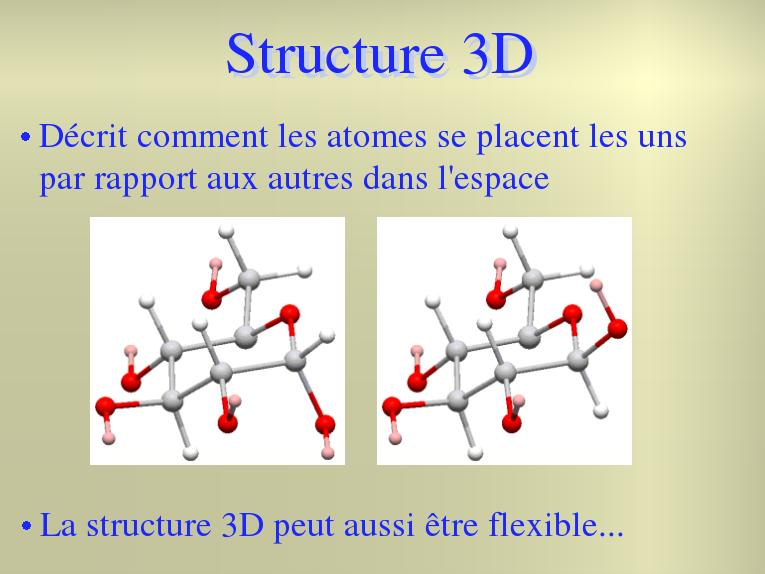 Structure 3D
• Décrit comment les atomes se placent les uns
par rapport aux autres dans l'espace
• La structure 3D peut aussi être flexible...